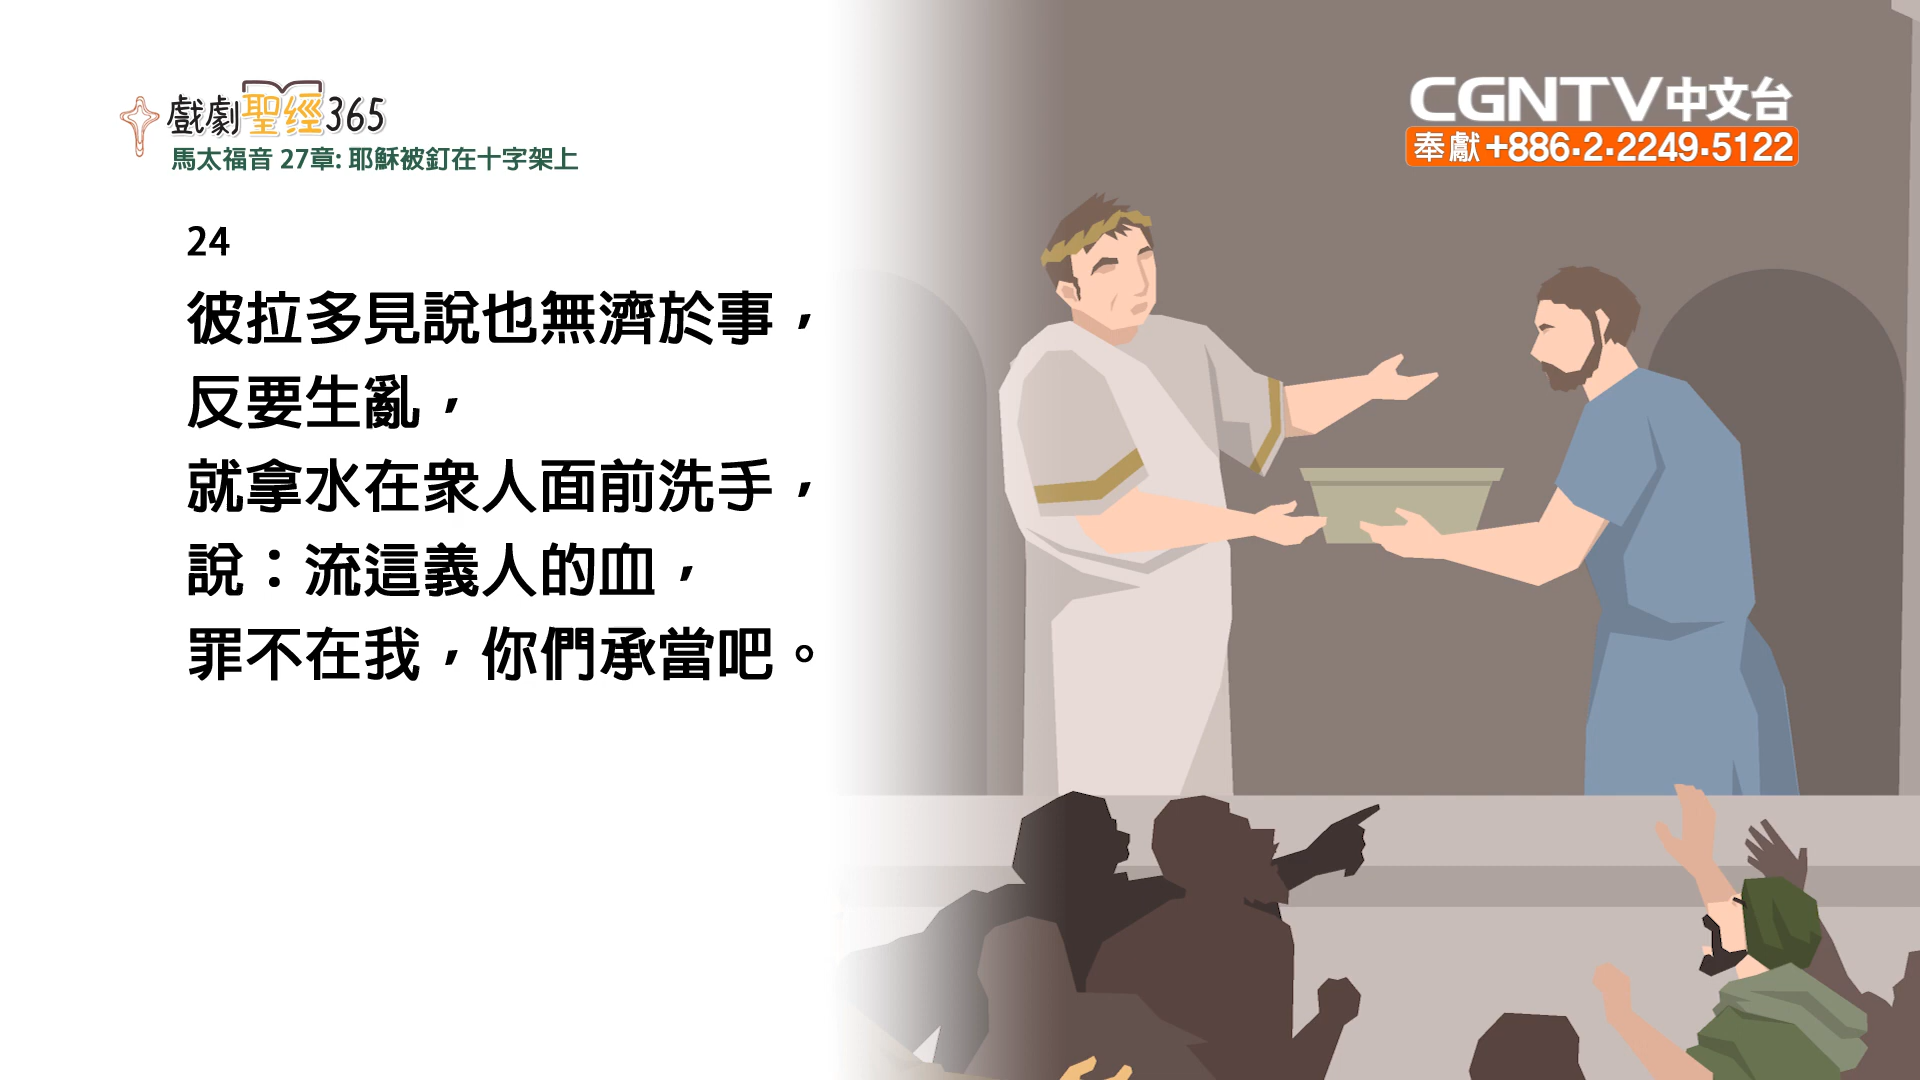 戲劇聖經365
馬太福音 27章: 耶穌被釘在十字架上
CGNTV中文台
奉獻 +886·2·2249·5122
24
彼拉多見說也無濟於事，
反要生亂，
就拿水在眾人面前洗手，
說：流這義人的血，
罪不在我，你們承當吧。